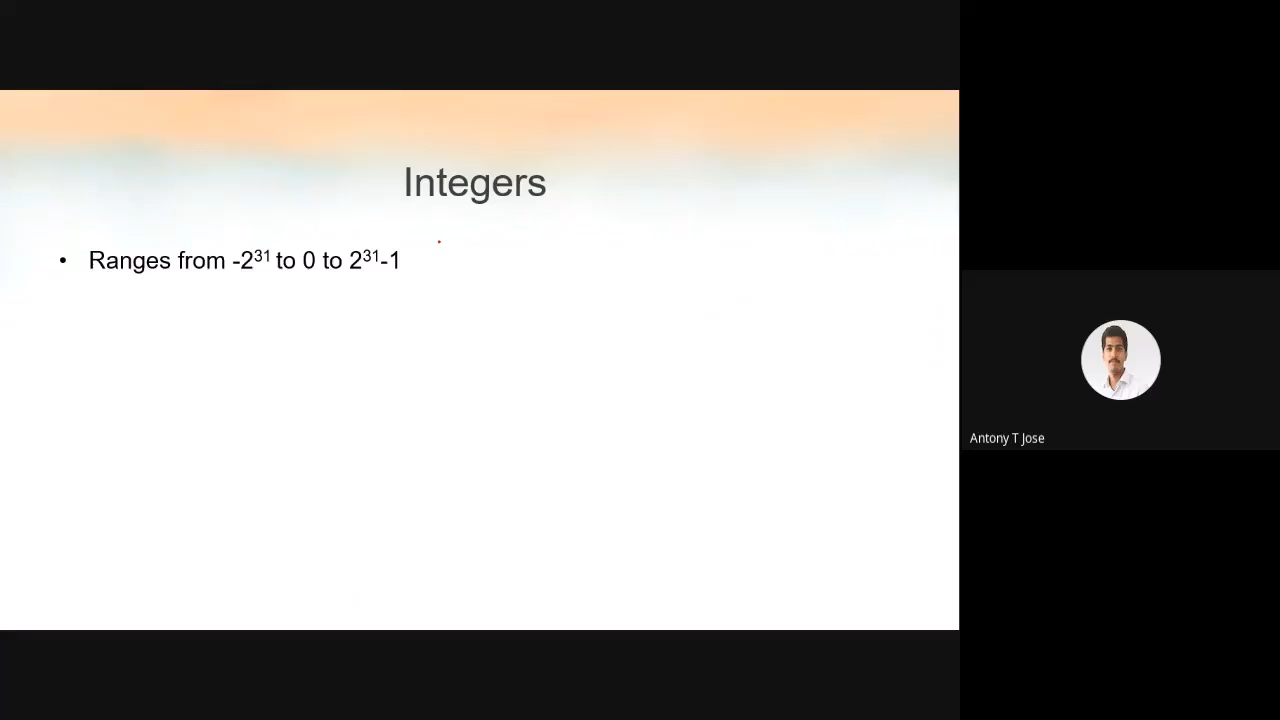 Integers
• Ranges from -2³¹ to 0 to 2³¹-1
Antony T Jose